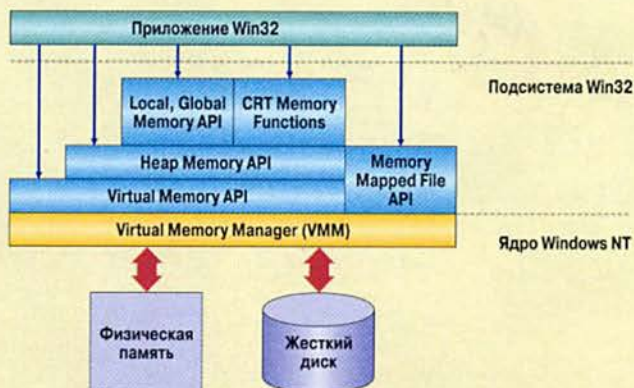 Приложение Win32
Подсистема Win32
Local, Global
Memory API
CRT Memory
Functions
Heap Memory API
Memory
Mapped File
API
Virtual Memory API
Virtual Memory Manager (VMM)
Ядро Windows NT
Физическая
память
Жесткий
диск